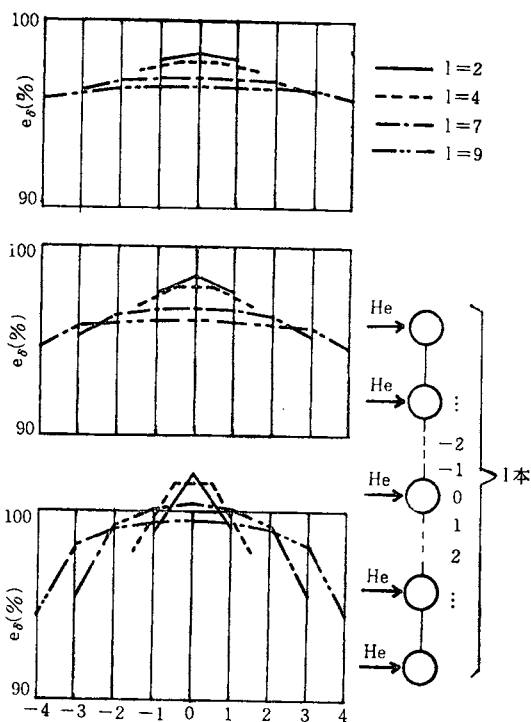 100
e_δ(%)
90
l=2
l=4
l=7
l=9
100
e_δ(%)
90
100
e_δ(%)
90
-4 -3 -2 -1 0 1 2 3 4
He
He
⋮
-2
-1
He
0
1
2
He
⋮
He
l本